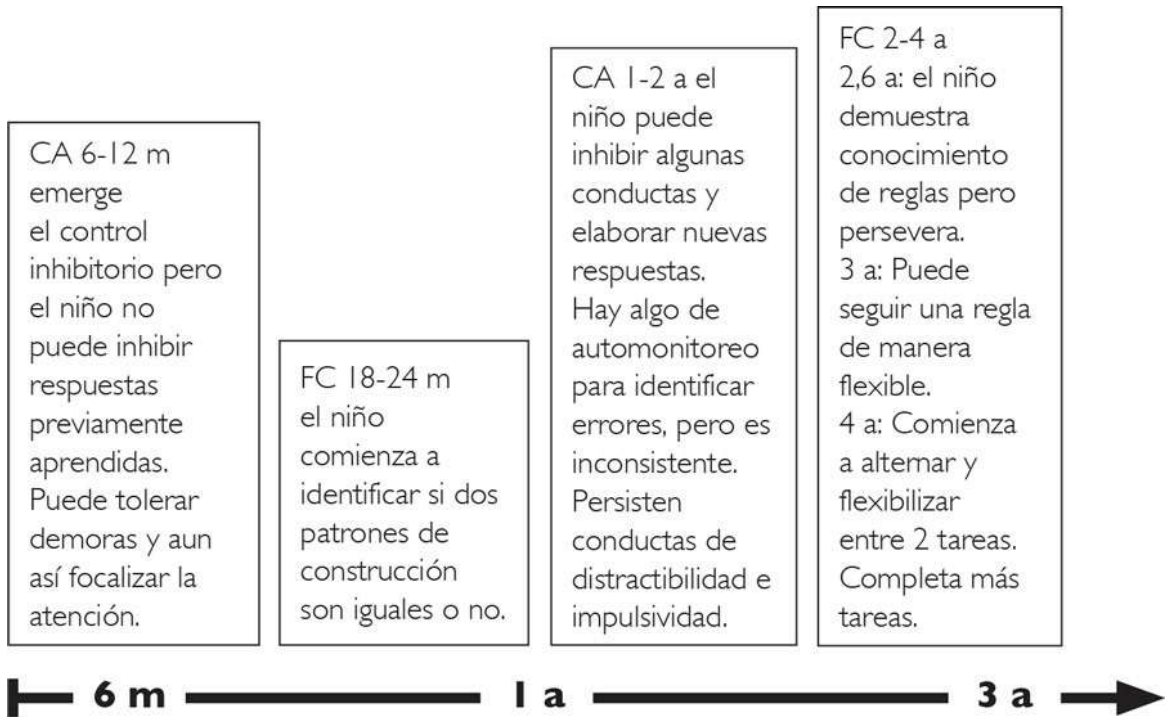 CA 6-12 m
emerge
el control
inhibitorio pero
el niño no
puede inhibir
respuestas
previamente
aprendidas.
Puede tolerar
demoras y aun
así focalizar la
atención.
FC 18-24 m
el niño
comienza a
identificar si dos
patrones de
construcción
son iguales o no.
CA 1-2 a el
niño puede
inhibir algunas
conductas y
elaborar nuevas
respuestas.
Hay algo de
automonitoreo
para identificar
errores, pero es
inconsistente.
Persisten
conductas de
distractibilidad e
impulsividad.
FC 2-4 a
2,6 a: el niño
demuestra
conocimiento
de reglas pero
persevera.
3 a: Puede
seguir una regla
de manera
flexible.
4 a: Comienza
a alternar y
flexibilizar
entre 2 tareas.
Completa más
tareas.
6 m 1 a 3 a